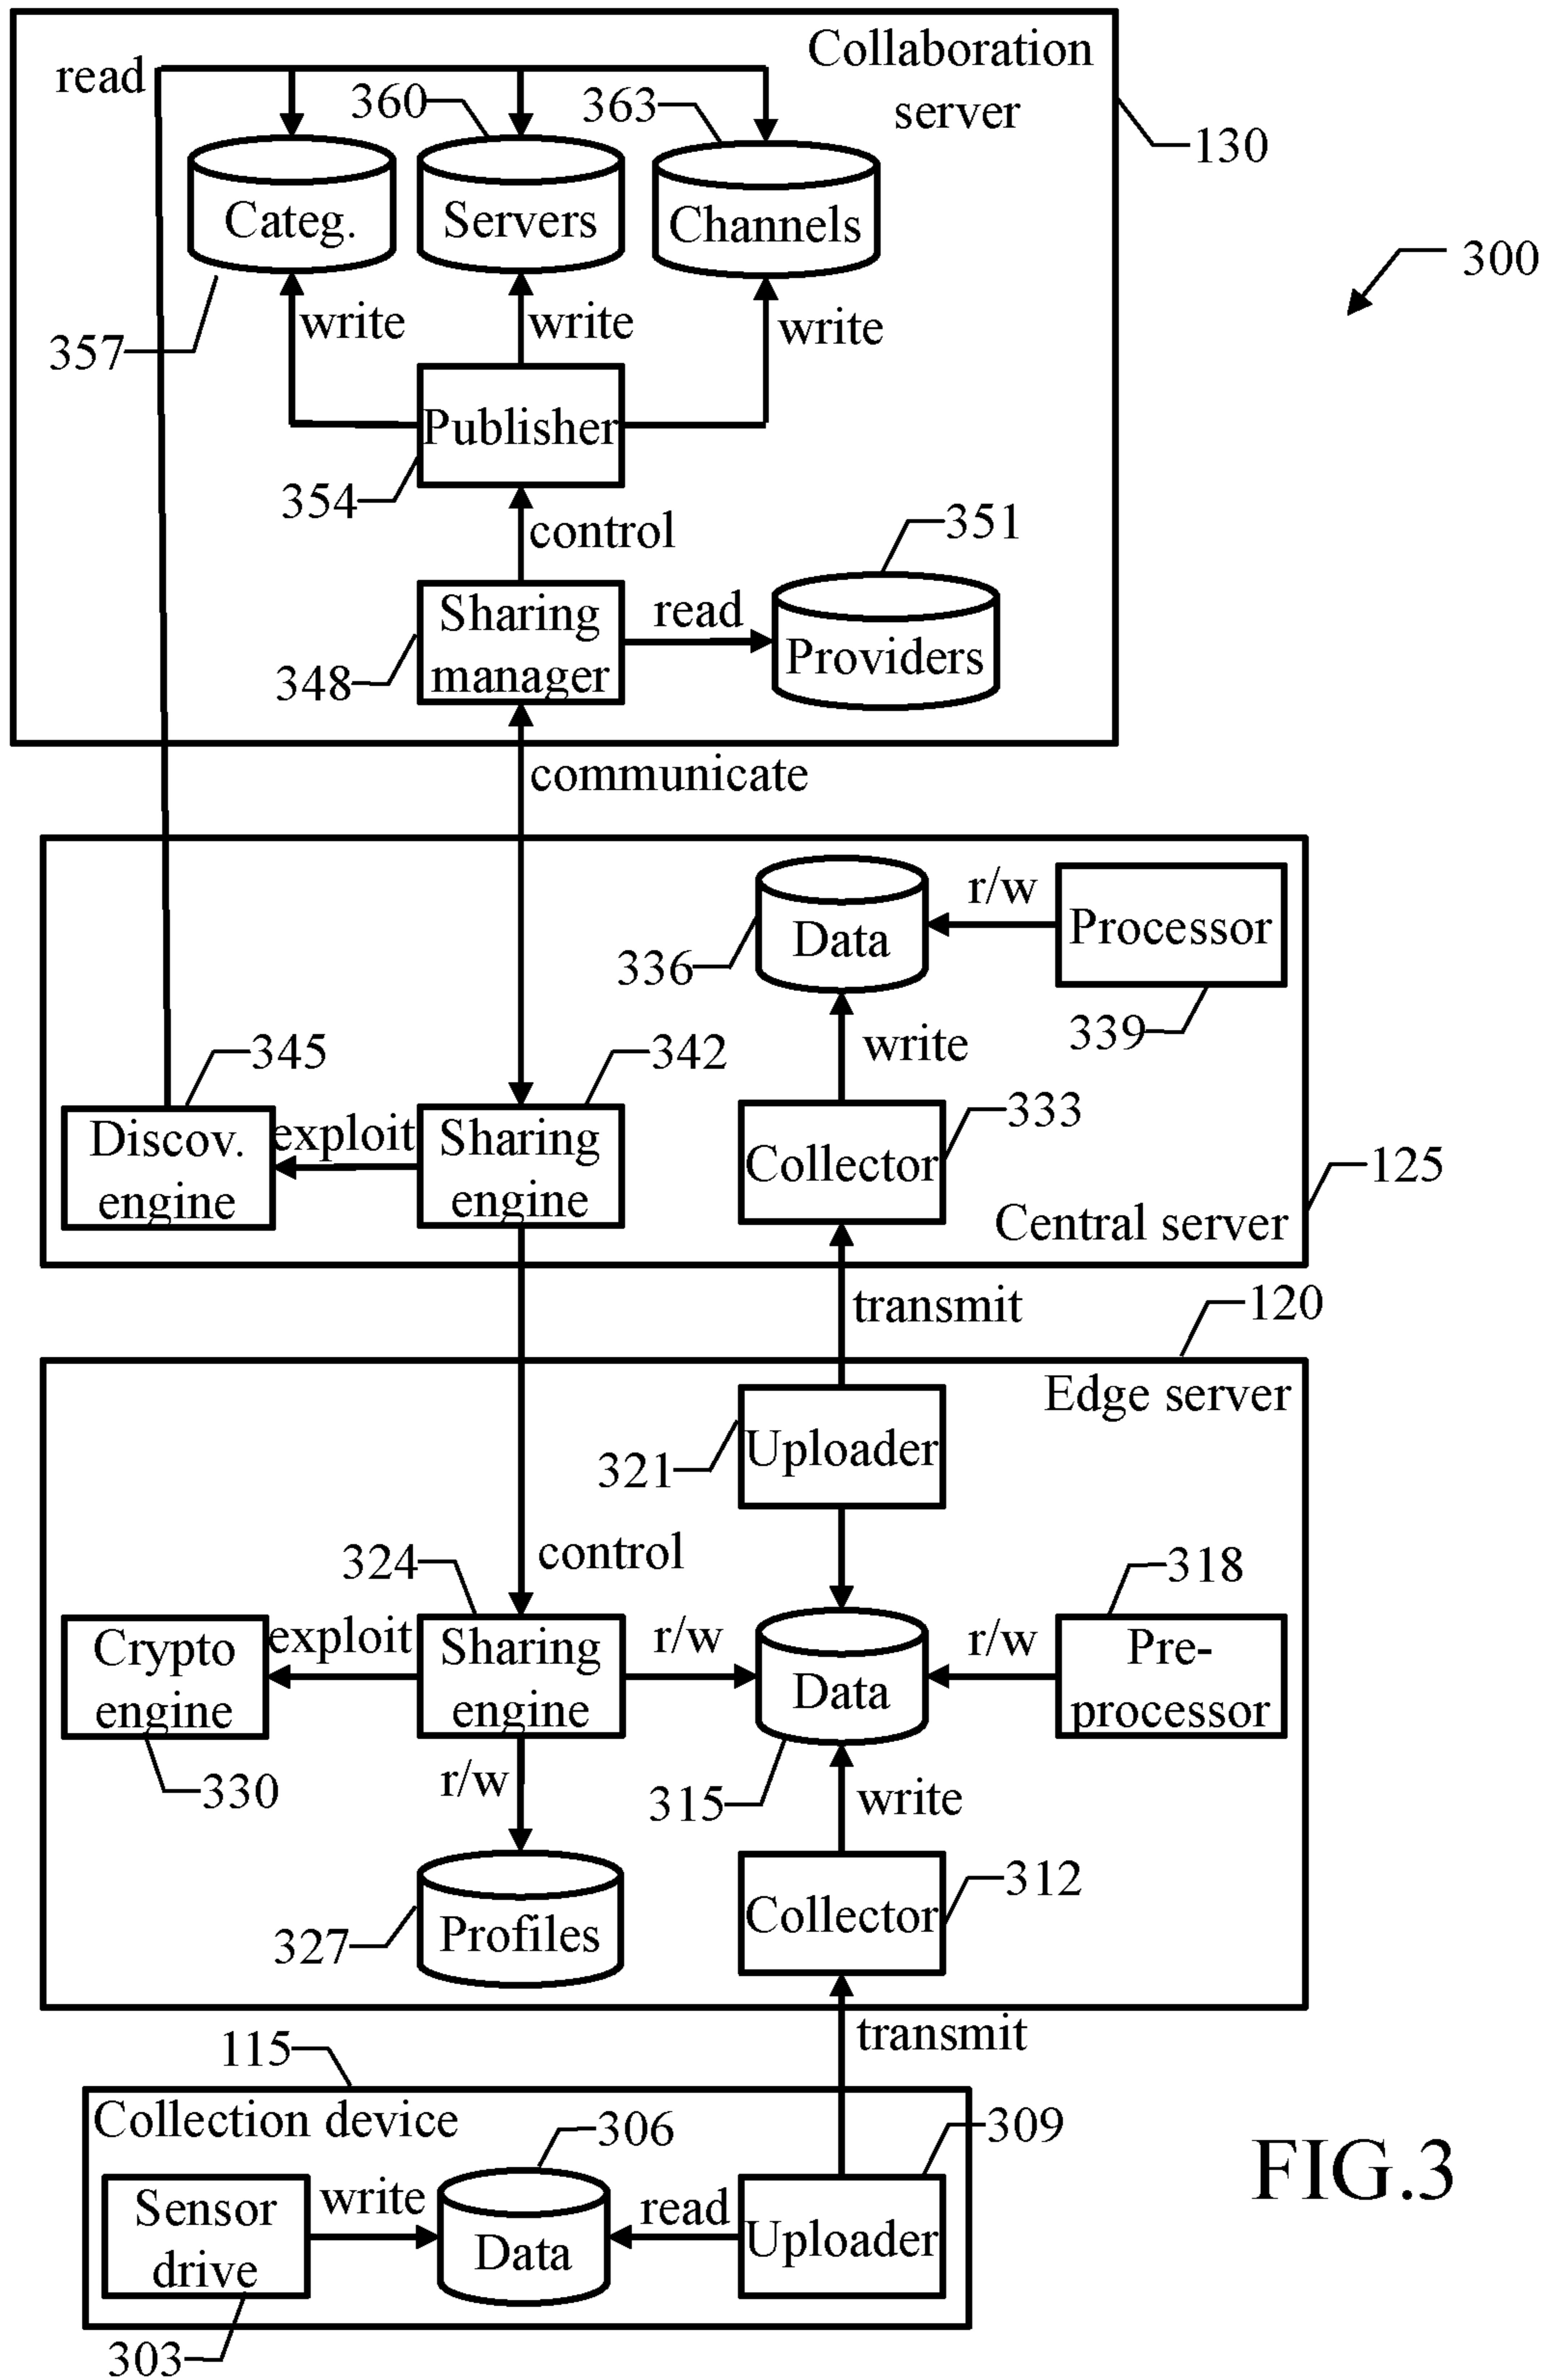 Collaboration
server
read
360
363
130
Categ.
Servers
Channels
300
write
write
write
357
Publisher
354
351
control
Sharing
manager
read
Providers
348
communicate
Data
r/w
Processor
336
339
write
345
342
333
Discov.
engine
exploit
Sharing
engine
Collector
125
Central server
transmit
120
Edge server
Uploader
321
324
control
318
Crypto
engine
exploit
Sharing
engine
r/w
Data
r/w
Pre-
processor
330
r/w
315
write
Collector
312
327
Profiles
transmit
115
Collection device
306
309
Sensor
drive
write
Data
read
Uploader
303
FIG.3